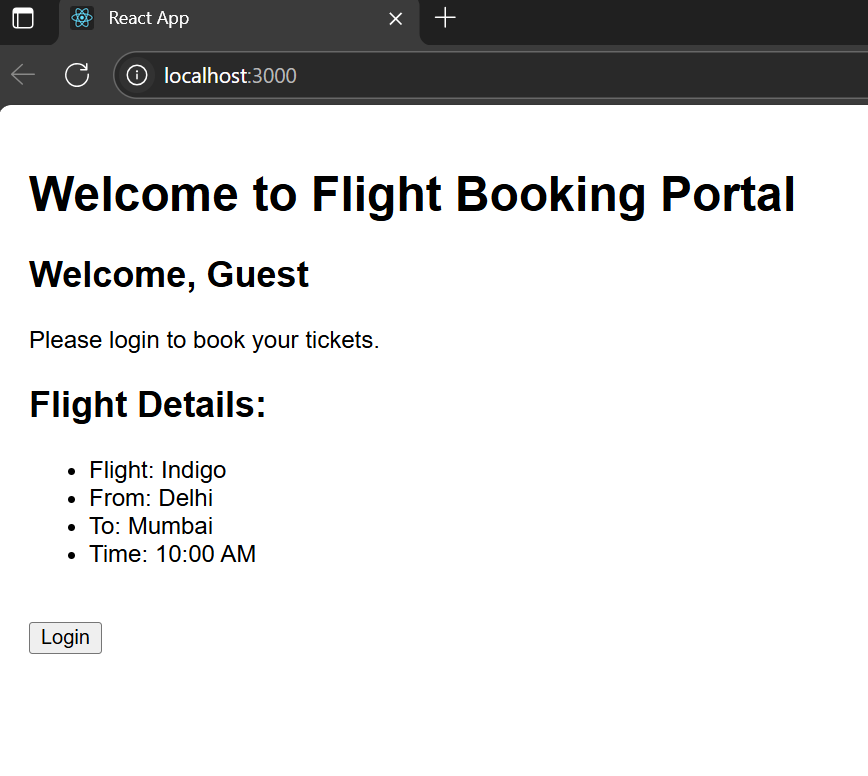 React App
localhost:3000
Welcome to Flight Booking Portal
Welcome, Guest
Please login to book your tickets.
Flight Details:
Flight: Indigo
From: Delhi
To: Mumbai
Time: 10:00 AM
Login